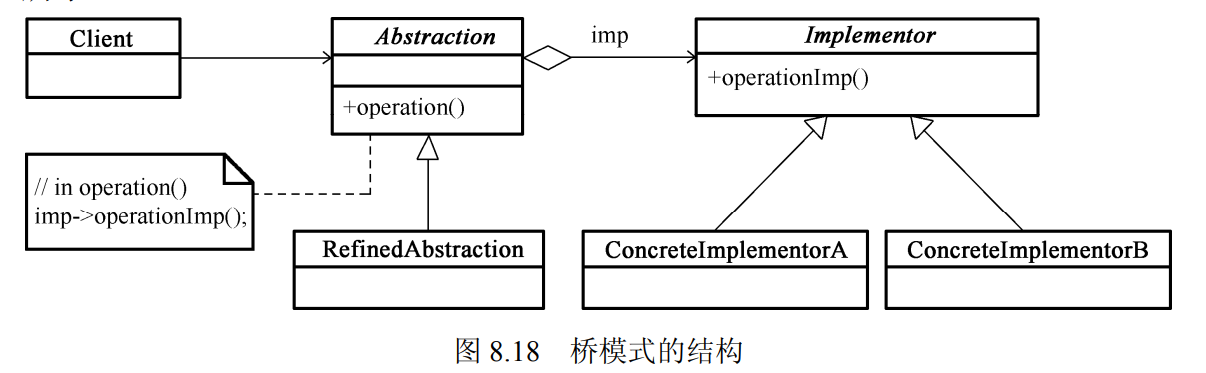 Client
Abstraction
imp
Implementor
+operationImp()
+operation()
// in operation()
imp->operationImp();
RefinedAbstraction
ConcreteImplementorA
ConcreteImplementorB
图 8.18 桥模式的结构